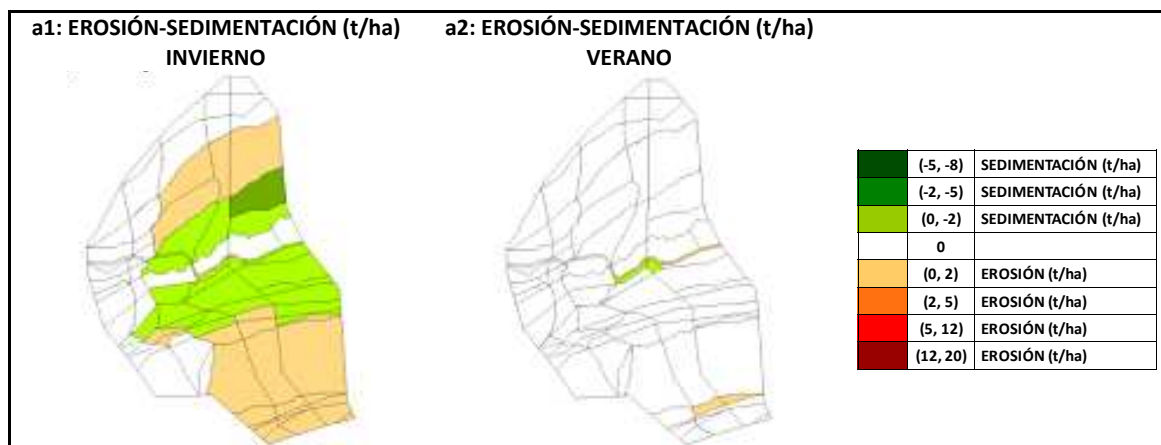 a1: EROSIÓN-SEDIMENTACIÓN (t/ha)
INVIERNO
a2: EROSIÓN-SEDIMENTACIÓN (t/ha)
VERANO
(-5, -8) SEDIMENTACIÓN (t/ha)
(-2, -5) SEDIMENTACIÓN (t/ha)
(0, -2) SEDIMENTACIÓN (t/ha)
0
(0, 2) EROSIÓN (t/ha)
(2, 5) EROSIÓN (t/ha)
(5, 12) EROSIÓN (t/ha)
(12, 20) EROSIÓN (t/ha)